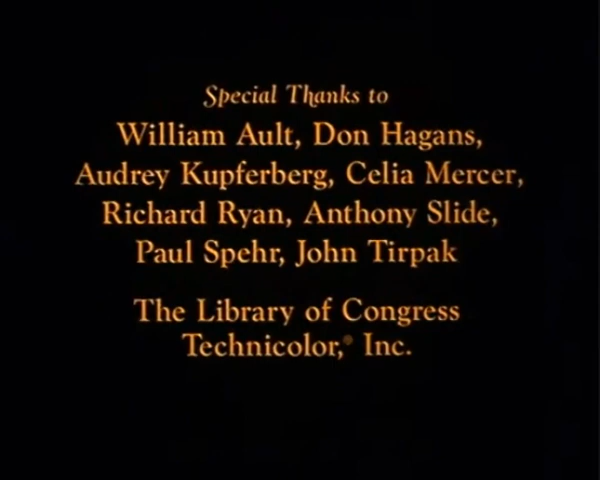 Special Thanks to
William Ault, Don Hagans,
Audrey Kupferberg, Celia Mercer,
Richard Ryan, Anthony Slide,
Paul Spehr, John Tirpak
The Library of Congress
Technicolor,® Inc.